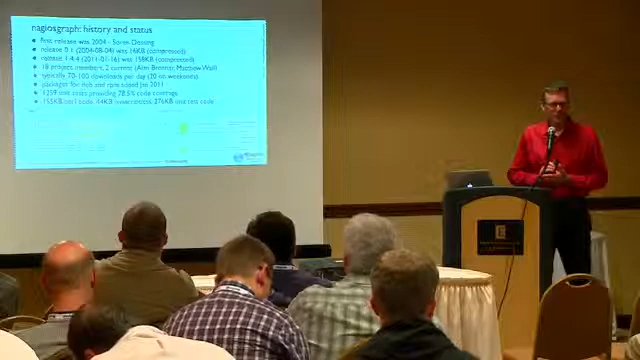 nagiosgraph: history and status
first release was 2004 - Soren Dossing
release 0.1 (2004-08-04) was 14KB (compressed)
release 1.4.4 (2011-01-16) was 158KB (compressed)
18 project members, 2 current (Alan Brenner, Matthew Wall)
typically 70-100 downloads per day (20 on weekends)
packages for deb and rpm added Jan 2011
1259 unit tests providing 78.5% code coverage
155KB perl code, 44KB javascript, 276KB unit test code